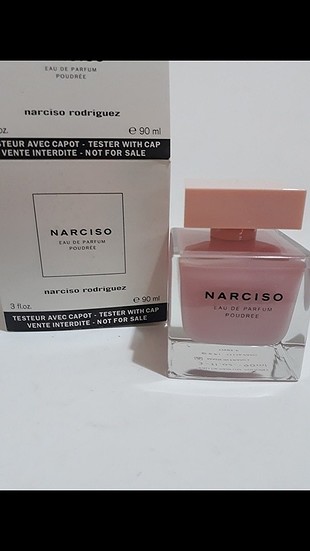 EAU DE PARFUM
POUDRÉE
narciso rodriguez
oz.
℮ 90 ml
STEUR AVEC CAPOT - TESTER WITH CAP
VENTE INTERDITE - NOT FOR SALE
NARCISO
EAU DE PARFUM
POUDRÉE
narciso rodriguez
3 fl.oz.
℮ 90 ml
TESTEUR AVEC CAPOT - TESTER WITH CAP
VENTE INTERDITE - NOT FOR SALE
NARCISO
EAU DE PARFUM
POUDRÉE